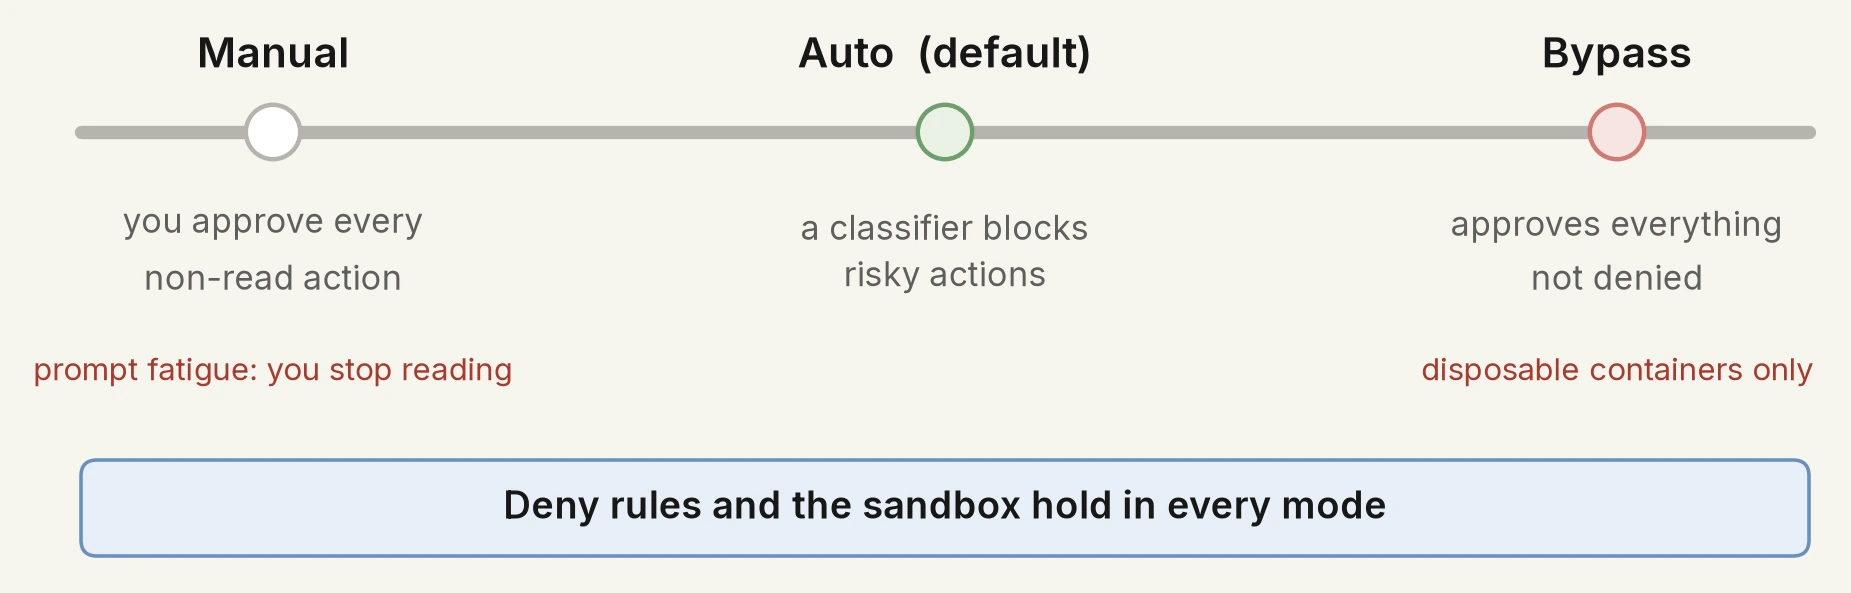 Manual
Auto (default)
Bypass
you approve every
non-read action
a classifier blocks
risky actions
approves everything
not denied
prompt fatigue: you stop reading
disposable containers only
Deny rules and the sandbox hold in every mode